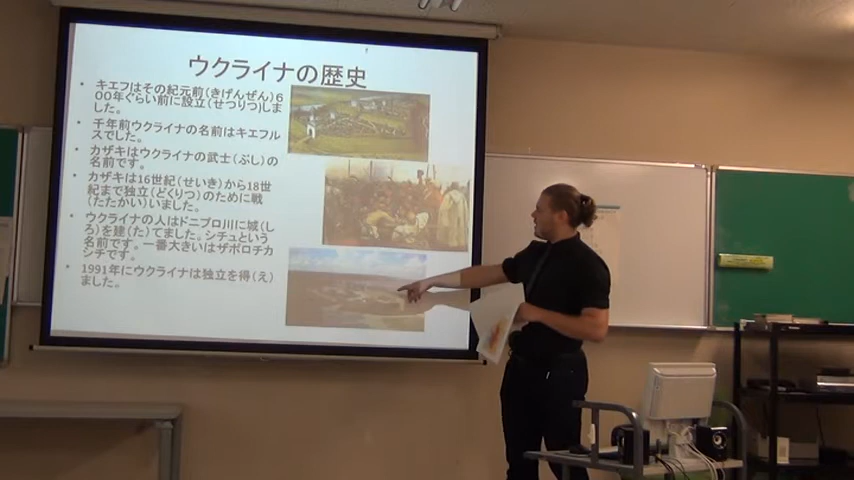 ウクライナの歴史
• キエフはその紀元前(きげんぜん)6
00年ぐらい前に設立(せつりつ)しま
した。
• 千年前ウクライナの名前はキエフル
スでした。
• カザキはウクライナの武士(ぶし)の
名前です。
• カザキは16世紀(せいき)から18世
紀まで独立(どくりつ)のために戦
(たたかい)いました。
• ウクライナの人はドニプロ川に城(し
ろ)を建(た)てました。シチュという
名前です。一番大きいはザポロチカ
シチです。
• 1991年にウクライナは独立を得(え)
ました。